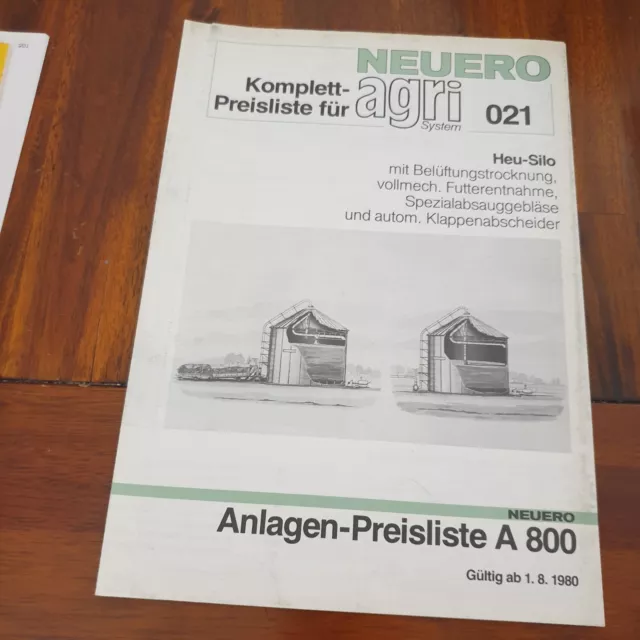 NEUERO
Komplett-
Preisliste für
agri
System
021
Heu-Silo
mit Belüftungstrocknung,
vollmech. Futterentnahme,
Spezialabsauggebläse
und autom. Klappenabscheider
NEUERO
Anlagen-Preisliste A 800
Gültig ab 1. 8. 1980